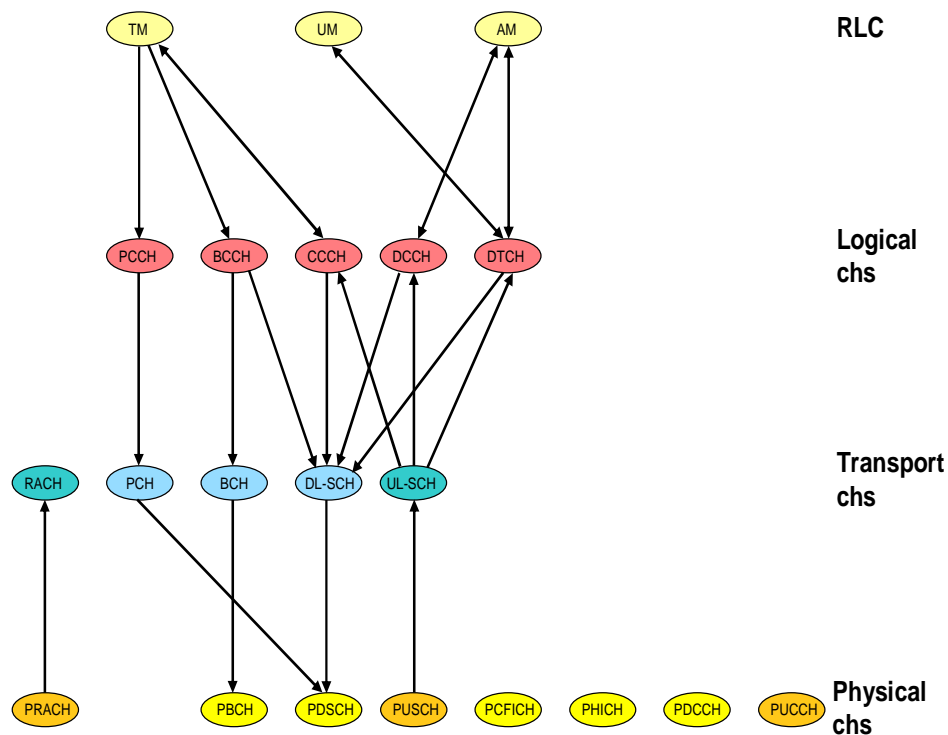 TM UM AM RLC
PCCH BCCH CCCH DCCH DTCH Logical
chs
RACH PCH BCH DL-SCH UL-SCH Transport
chs
PRACH PBCH PDSCH PUSCH PCFICH PHICH PDCCH PUCCH Physical
chs